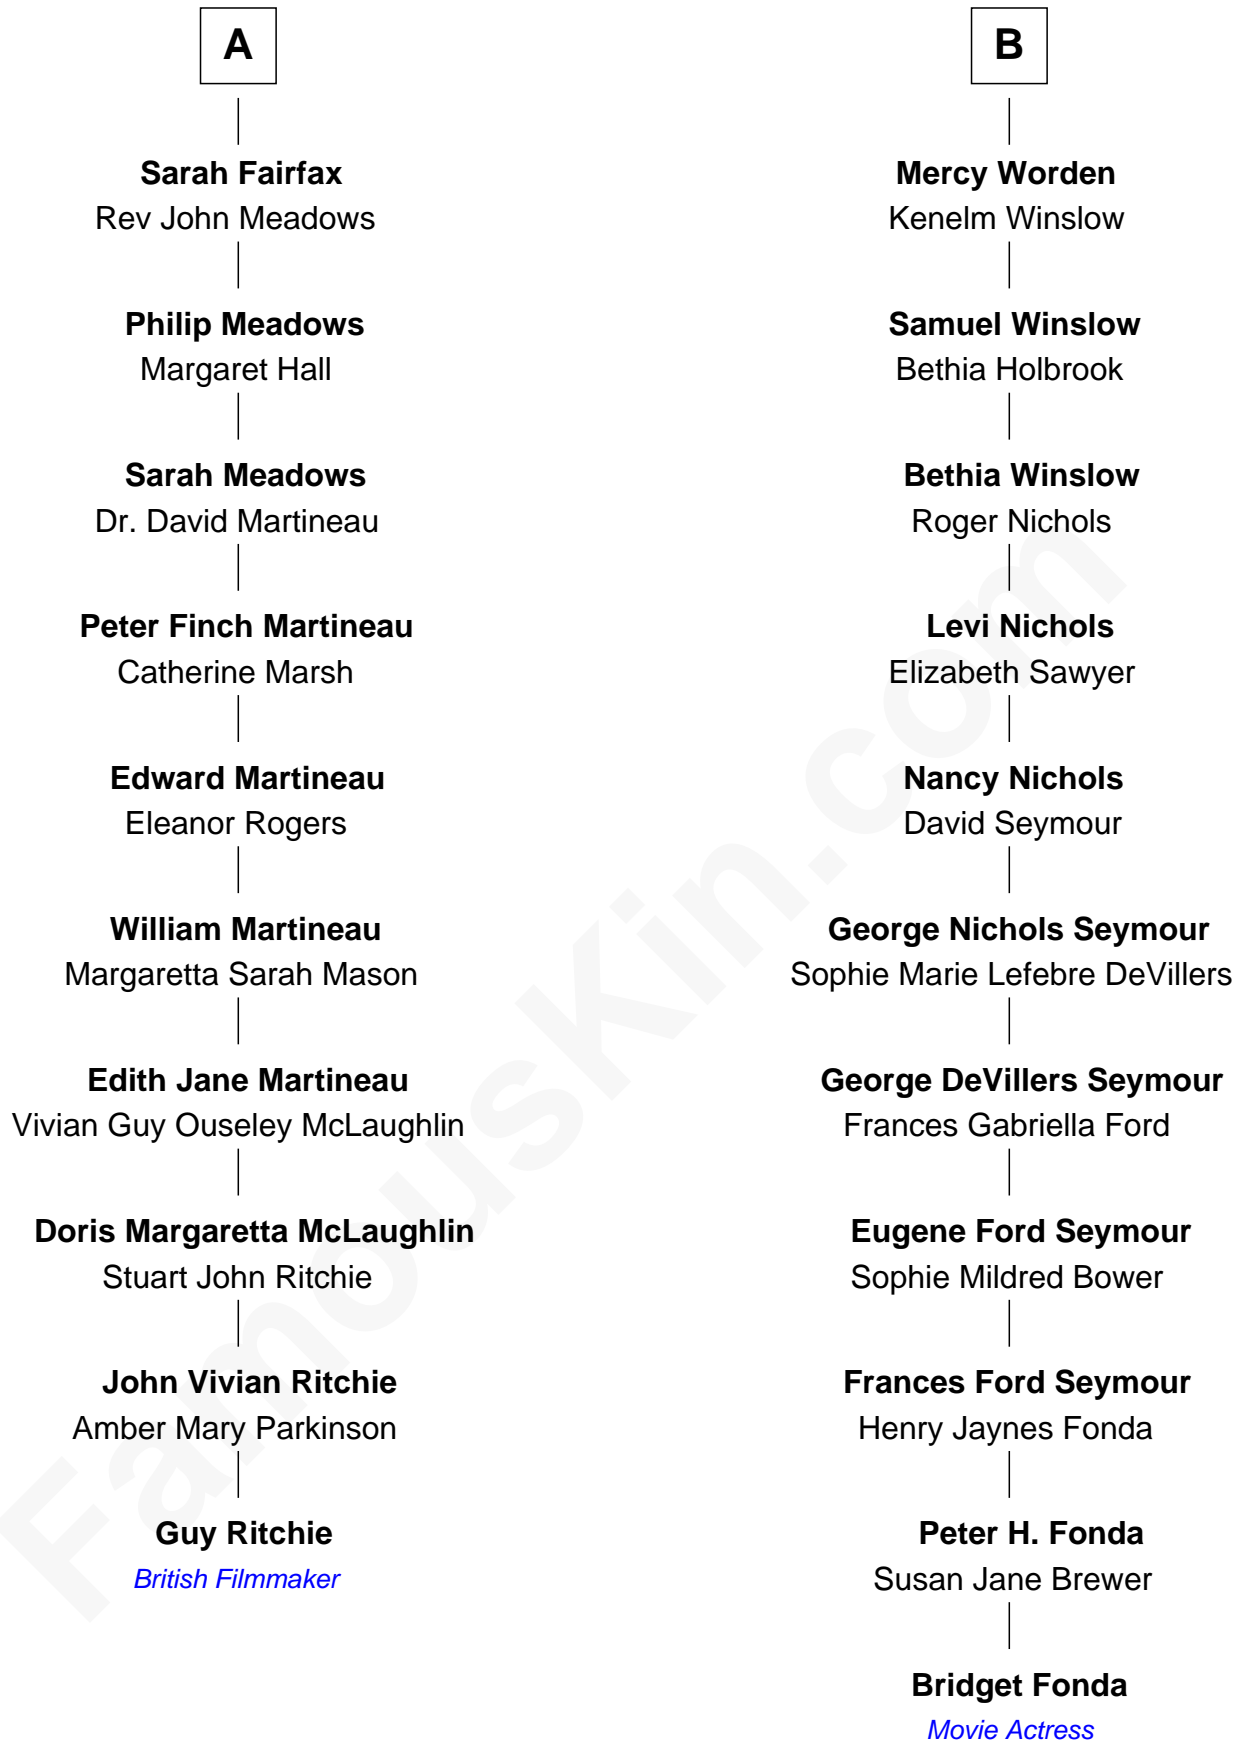 A
Sarah Fairfax
Rev John Meadows
Philip Meadows
Margaret Hall
Sarah Meadows
Dr. David Martineau
Peter Finch Martineau
Catherine Marsh
Edward Martineau
Eleanor Rogers
William Martineau
Margaretta Sarah Mason
Edith Jane Martineau
Vivian Guy Ouseley McLaughlin
Doris Margaretta McLaughlin
Stuart John Ritchie
John Vivian Ritchie
Amber Mary Parkinson
Guy Ritchie
British Filmmaker
B
Mercy Worden
Kenelm Winslow
Samuel Winslow
Bethia Holbrook
Bethia Winslow
Roger Nichols
Levi Nichols
Elizabeth Sawyer
Nancy Nichols
David Seymour
George Nichols Seymour
Sophie Marie Lefebre DeVillers
George DeVillers Seymour
Frances Gabriella Ford
Eugene Ford Seymour
Sophie Mildred Bower
Frances Ford Seymour
Henry Jaynes Fonda
Peter H. Fonda
Susan Jane Brewer
Bridget Fonda
Movie Actress
FamousKin.com